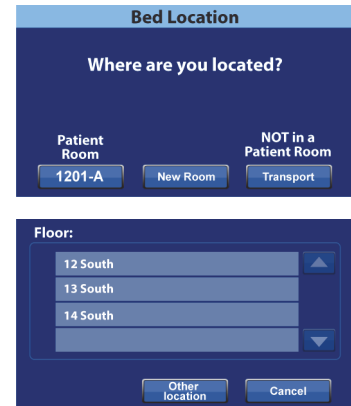 Bed Location
Where are you located?
Patient
Room
NOT in a
Patient Room
1201-A
New Room
Transport
Floor:
12 South
13 South
14 South
Other
location
Cancel